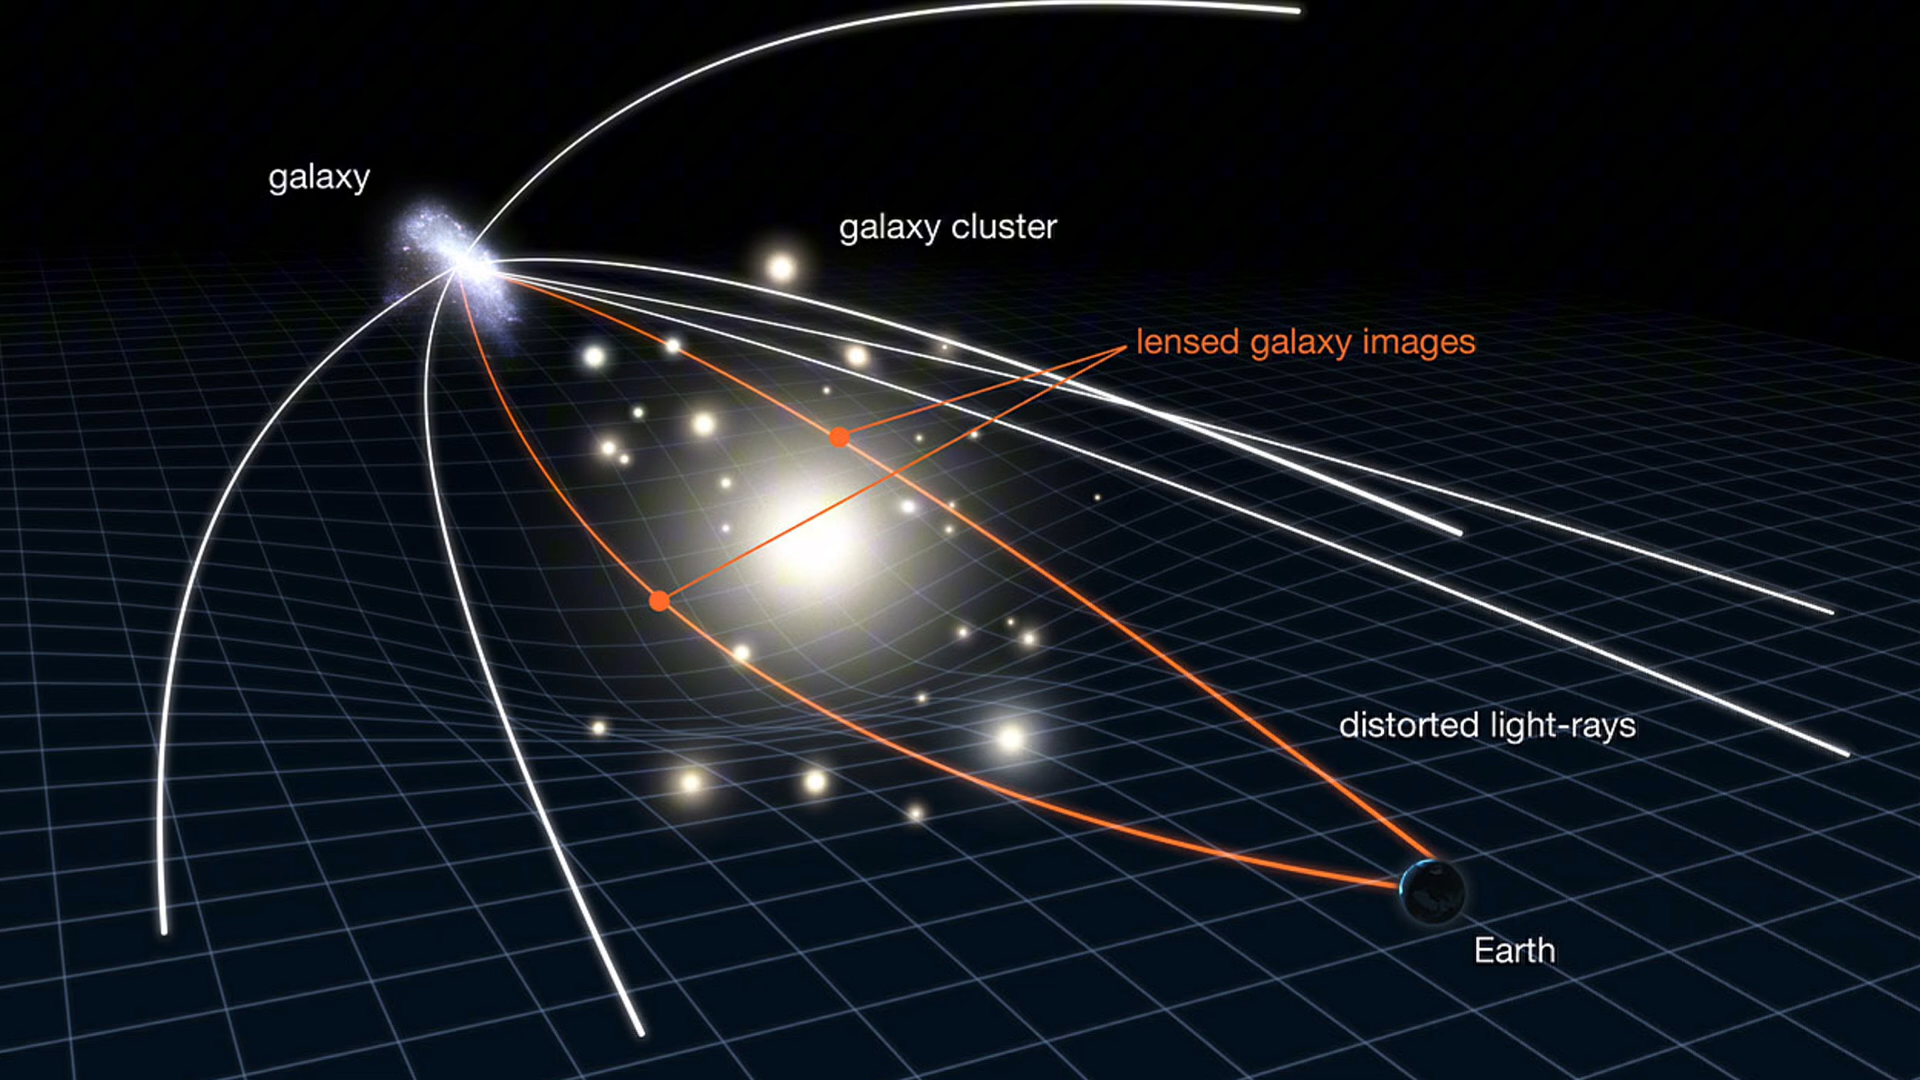 galaxy
galaxy cluster
lensed galaxy images
distorted light-rays
Earth